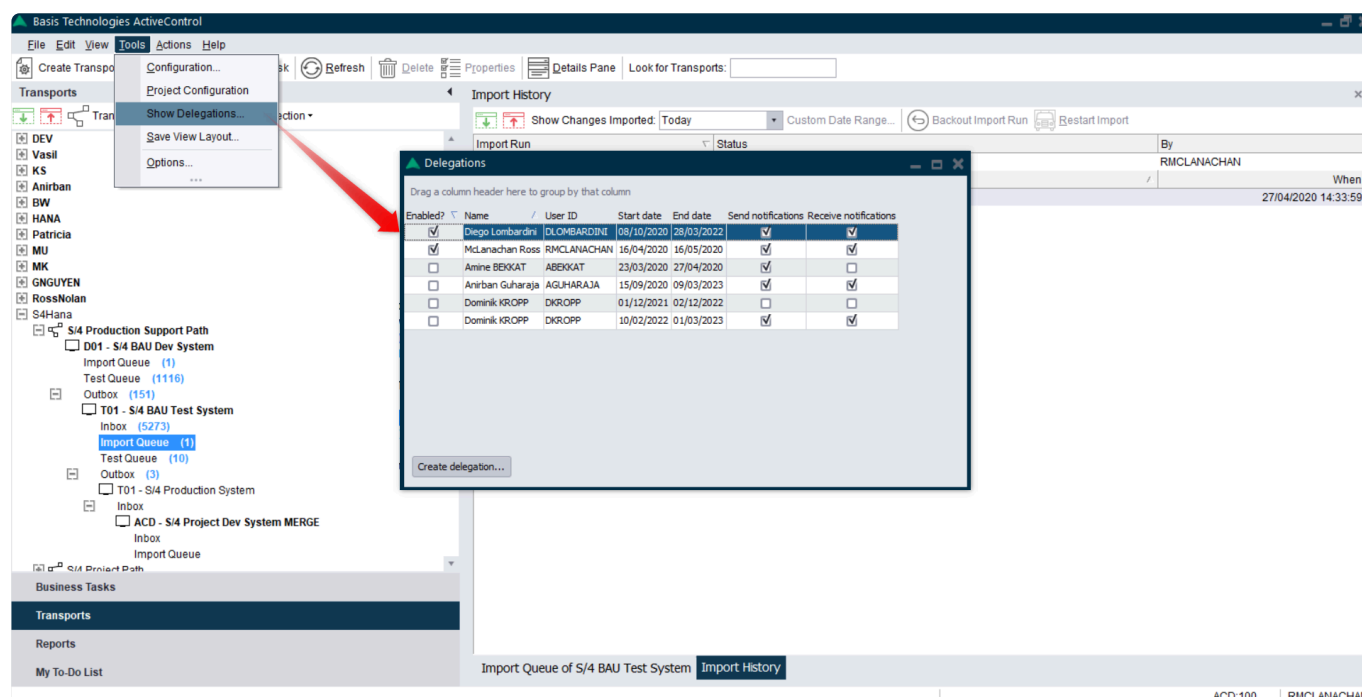 Basis Technologies ActiveControl
File Edit View Tools Actions Help
Create Transpo Refresh Delete Properties Details Pane Look for Transports:
Configuration...
Project Configuration
Show Delegations...
Save View Layout...
Options...
Transports
Tran
ection
DEV
Vasil
KS
Anirban
BW
HANA
Patricia
MU
MK
GNGUYEN
RossNolan
S4Hana
S/4 Production Support Path
D01 - S/4 BAU Dev System
Import Queue (1)
Test Queue (1116)
Outbox (151)
T01 - S/4 BAU Test System
Inbox (5273)
Import Queue (1)
Test Queue (10)
Outbox (3)
T01 - S/4 Production System
Inbox
ACD - S/4 Project Dev System MERGE
Inbox
Import Queue
S/4 Project Path
Business Tasks
Transports
Reports
My To-Do List
Import History
Show Changes Imported: Today Custom Date Range... Backout Import Run Restart Import
Import Run Status By
RMCLANACHAN
When
27/04/2020 14:33:59
Delegations
Drag a column header here to group by that column
Enabled? Name User ID Start date End date Send notifications Receive notifications
Diego Lombardini DLOMBARDINI 08/10/2020 28/03/2022
McLanachan Ross RMCLANACHAN 16/04/2020 16/05/2020
Amine BEKKAT ABEKKAT 23/03/2020 27/04/2020
Anirban Guharaja AGUHARAJA 15/09/2020 09/03/2023
Dominik KROPP DKROPP 01/12/2021 02/12/2022
Dominik KROPP DKROPP 10/02/2022 01/03/2023
Create delegation...
Import Queue of S/4 BAU Test System Import History
ACD:100 RMCLANACHA